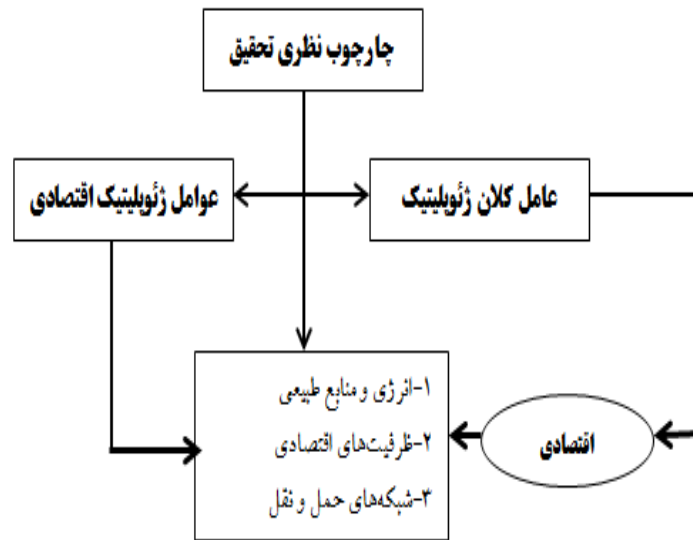 چارچوب نظری تحقیق
عامل کلان ژئوپلیتیک
عوامل ژئوپلیتیک اقتصادی
۱-انرژی و منابع طبیعی
۲-ظرفیت‌های اقتصادی
۳-شبکه‌های حمل و نقل
اقتصادی